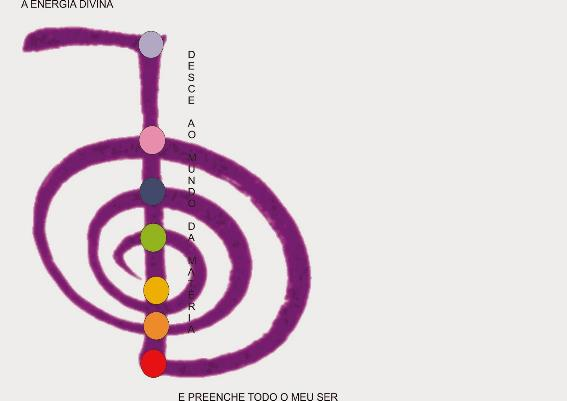 A ENERGIA DIVINA
DESCE AO MUNDO DA MATÉRIA
E PREENCHE TODO O MEU SER